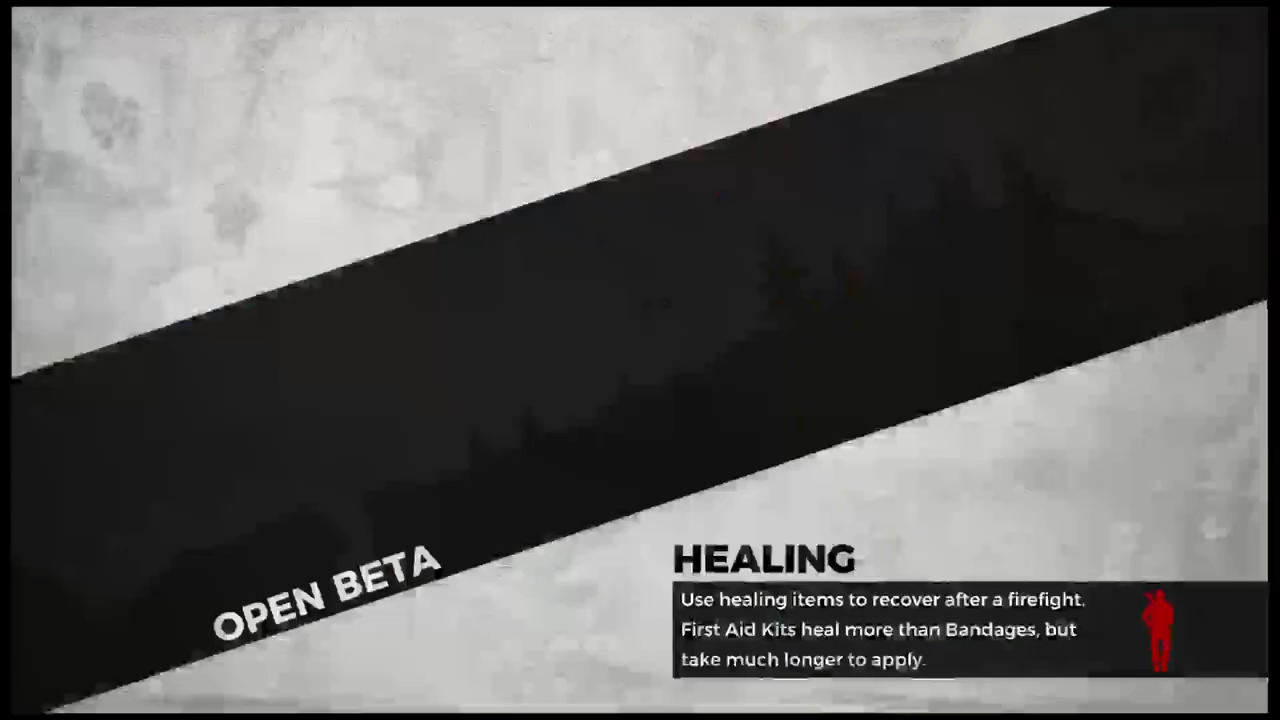 OPEN BETA
HEALING
Use healing items to recover after a firefight.
First Aid Kits heal more than Bandages, but
take much longer to apply.